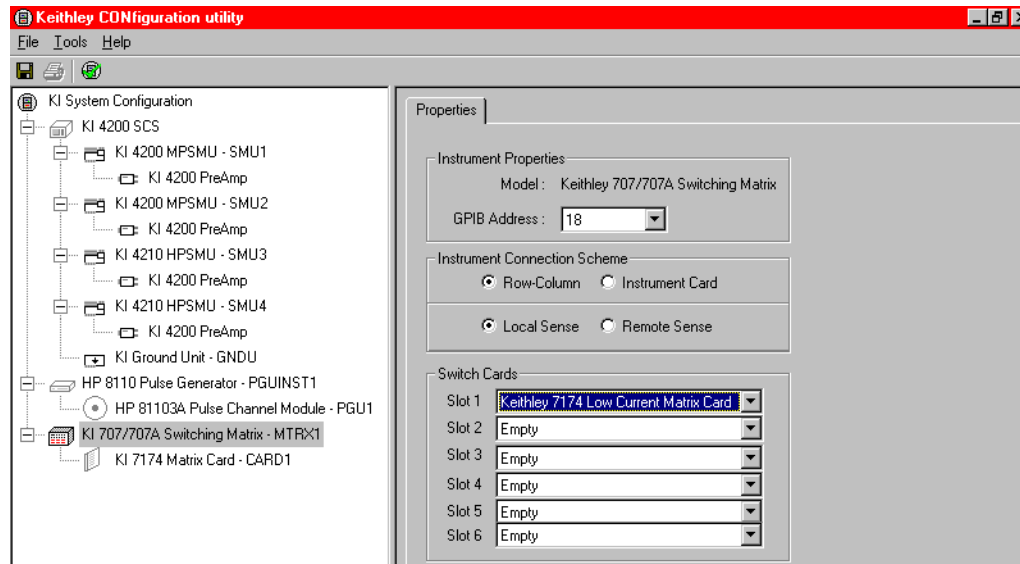 Keithley CONfiguration utility
File Tools Help
KI System Configuration
KI 4200 SCS
KI 4200 MPSMU - SMU1
KI 4200 PreAmp
KI 4200 MPSMU - SMU2
KI 4200 PreAmp
KI 4210 HPSMU - SMU3
KI 4200 PreAmp
KI 4210 HPSMU - SMU4
KI 4200 PreAmp
KI Ground Unit - GNDU
HP 8110 Pulse Generator - PGUINST1
HP 81103A Pulse Channel Module - PGU1
KI 707/707A Switching Matrix - MTRX1
KI 7174 Matrix Card - CARD1
Properties
Instrument Properties
Model : Keithley 707/707A Switching Matrix
GPIB Address : 18
Instrument Connection Scheme
Row-Column Instrument Card
Local Sense Remote Sense
Switch Cards
Slot 1 Keithley 7174 Low Current Matrix Card
Slot 2 Empty
Slot 3 Empty
Slot 4 Empty
Slot 5 Empty
Slot 6 Empty